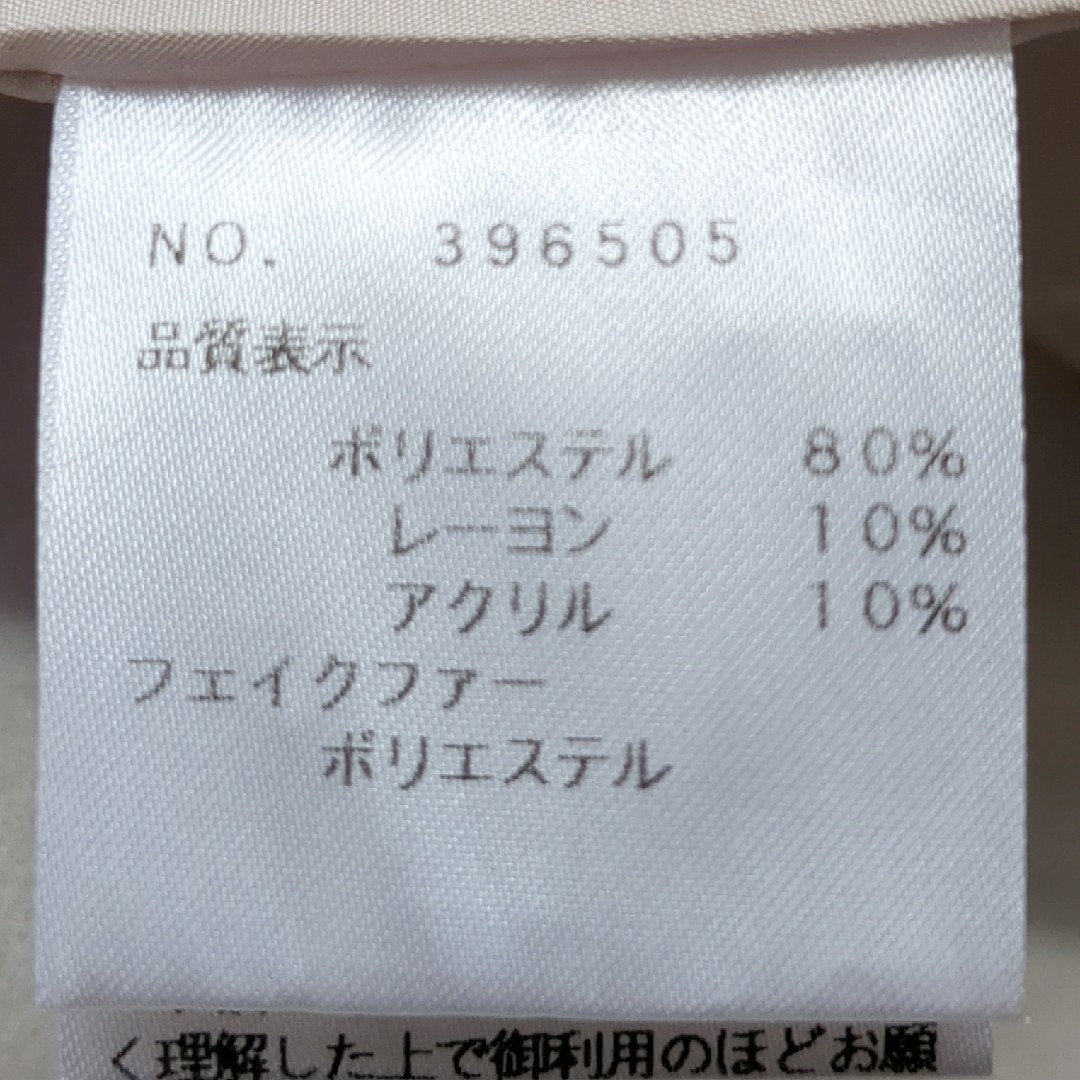 NO. 396505
品質表示
ポリエステル 80%
レーヨン 10%
アクリル 10%
フェイクファー
ポリエステル
く理解した上で御利用のほどお願